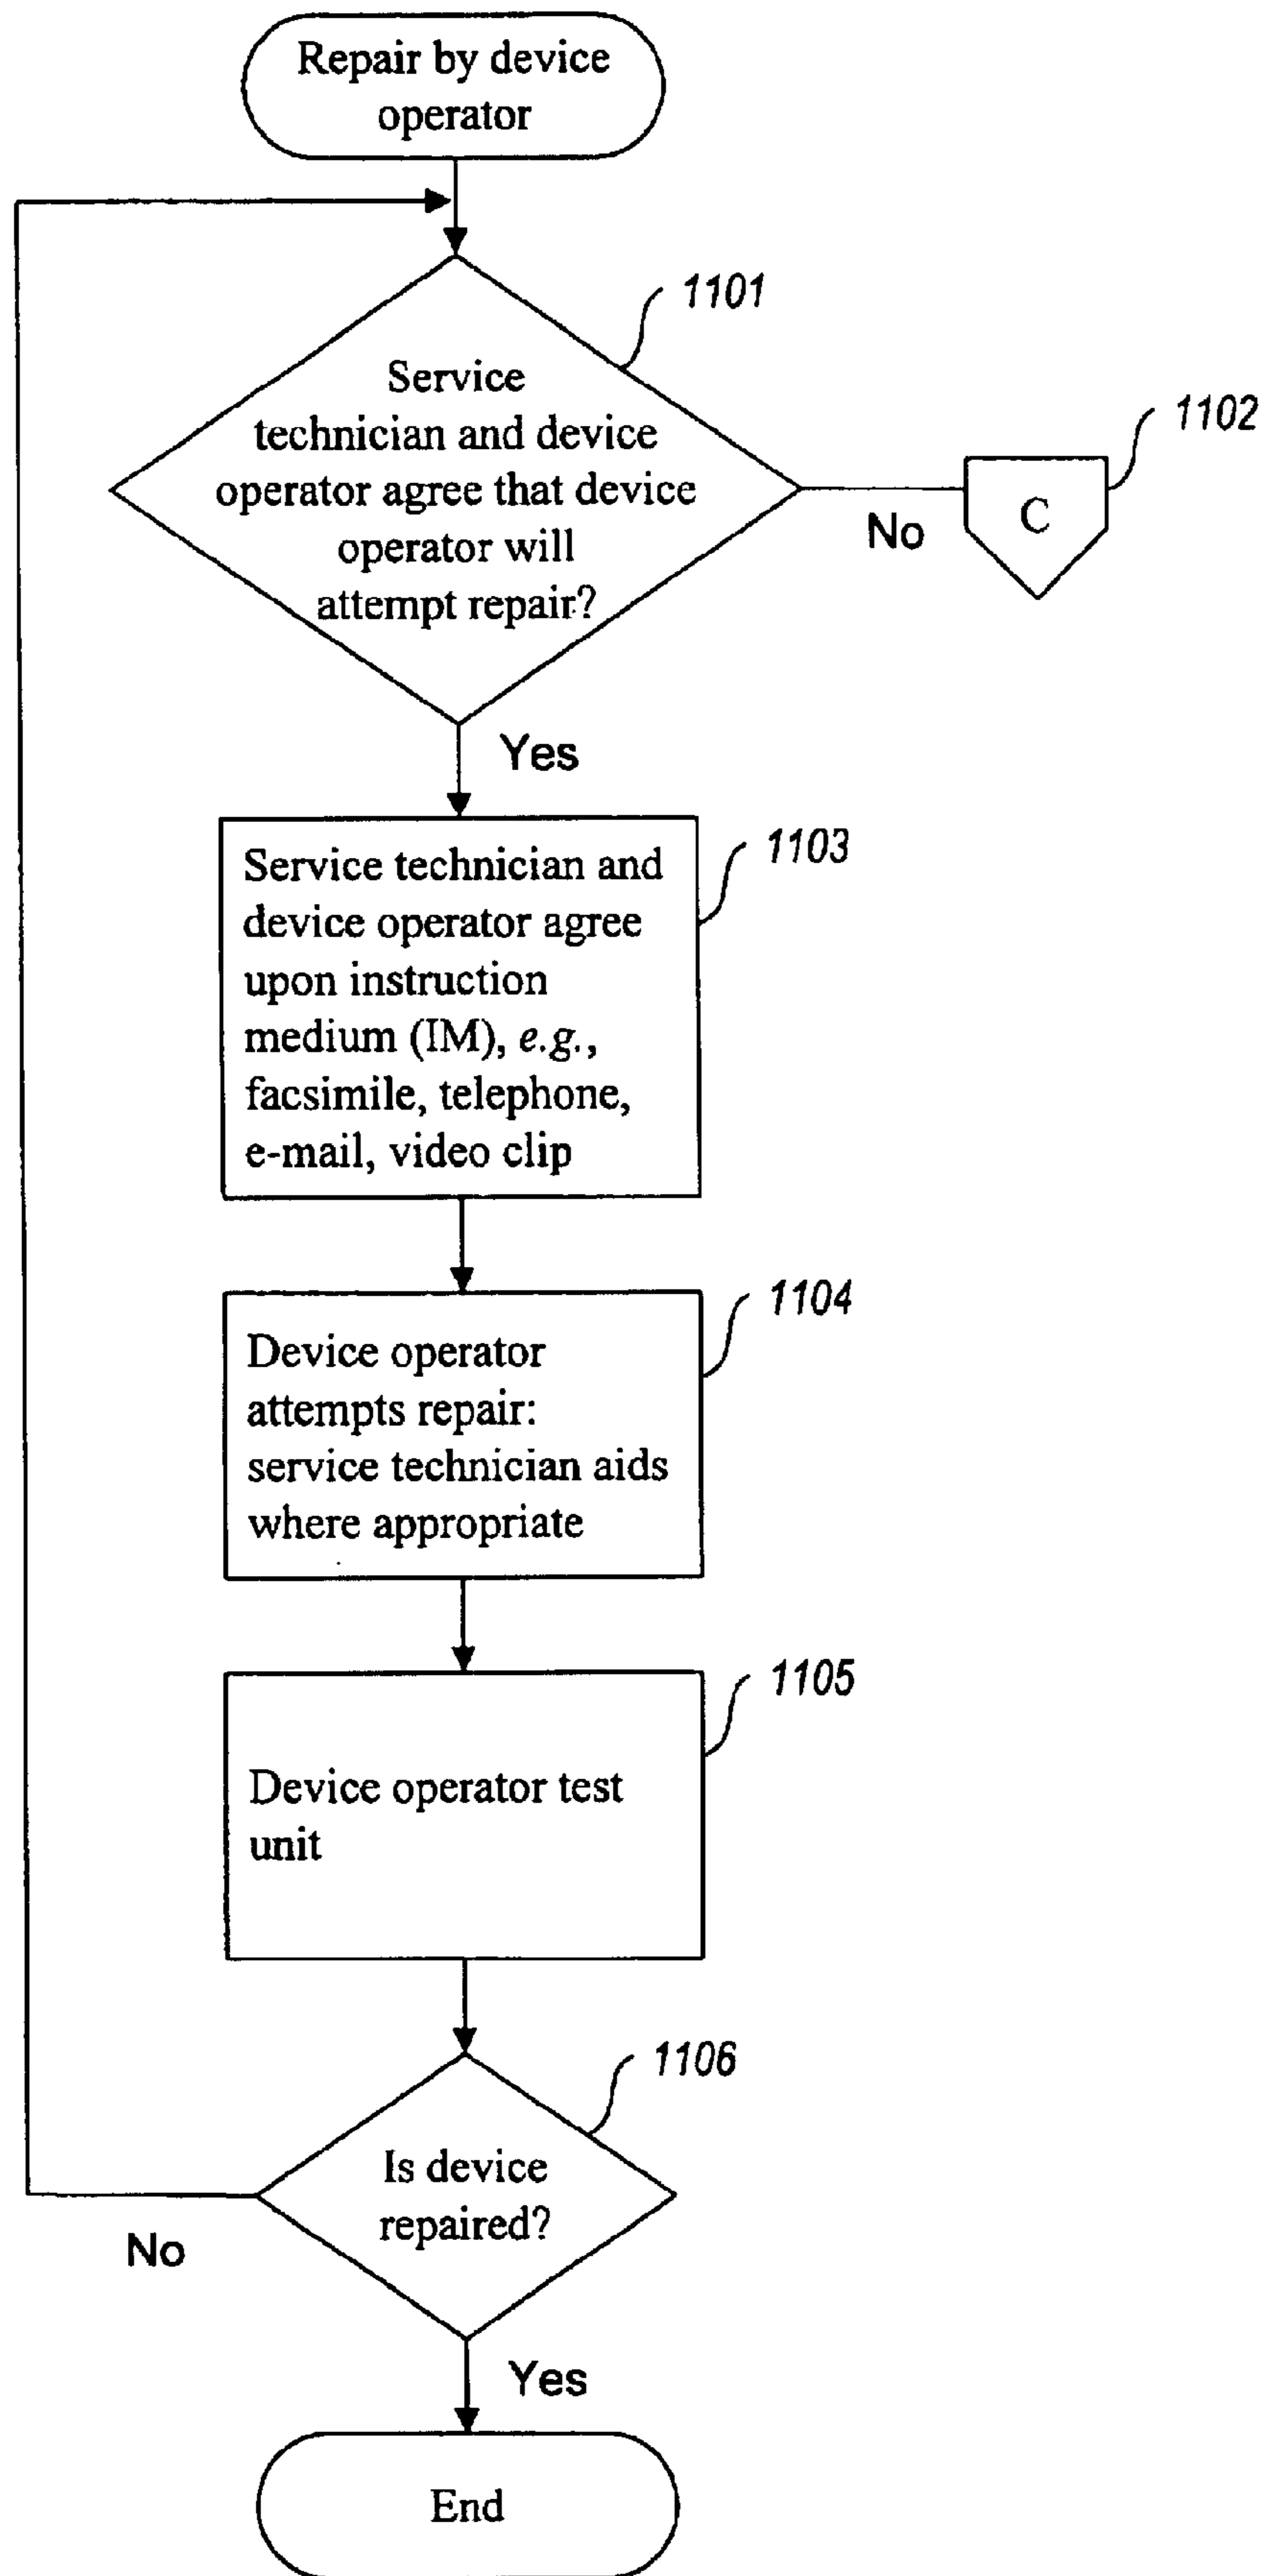 Repair by device
operator
1101
Service
technician and device
operator agree that device
operator will
attempt repair?
No
1102
C
Yes
1103
Service technician and
device operator agree
upon instruction
medium (IM), e.g.,
facsimile, telephone,
e-mail, video clip
1104
Device operator
attempts repair:
service technician aids
where appropriate
1105
Device operator test
unit
1106
Is device
repaired?
No
Yes
End